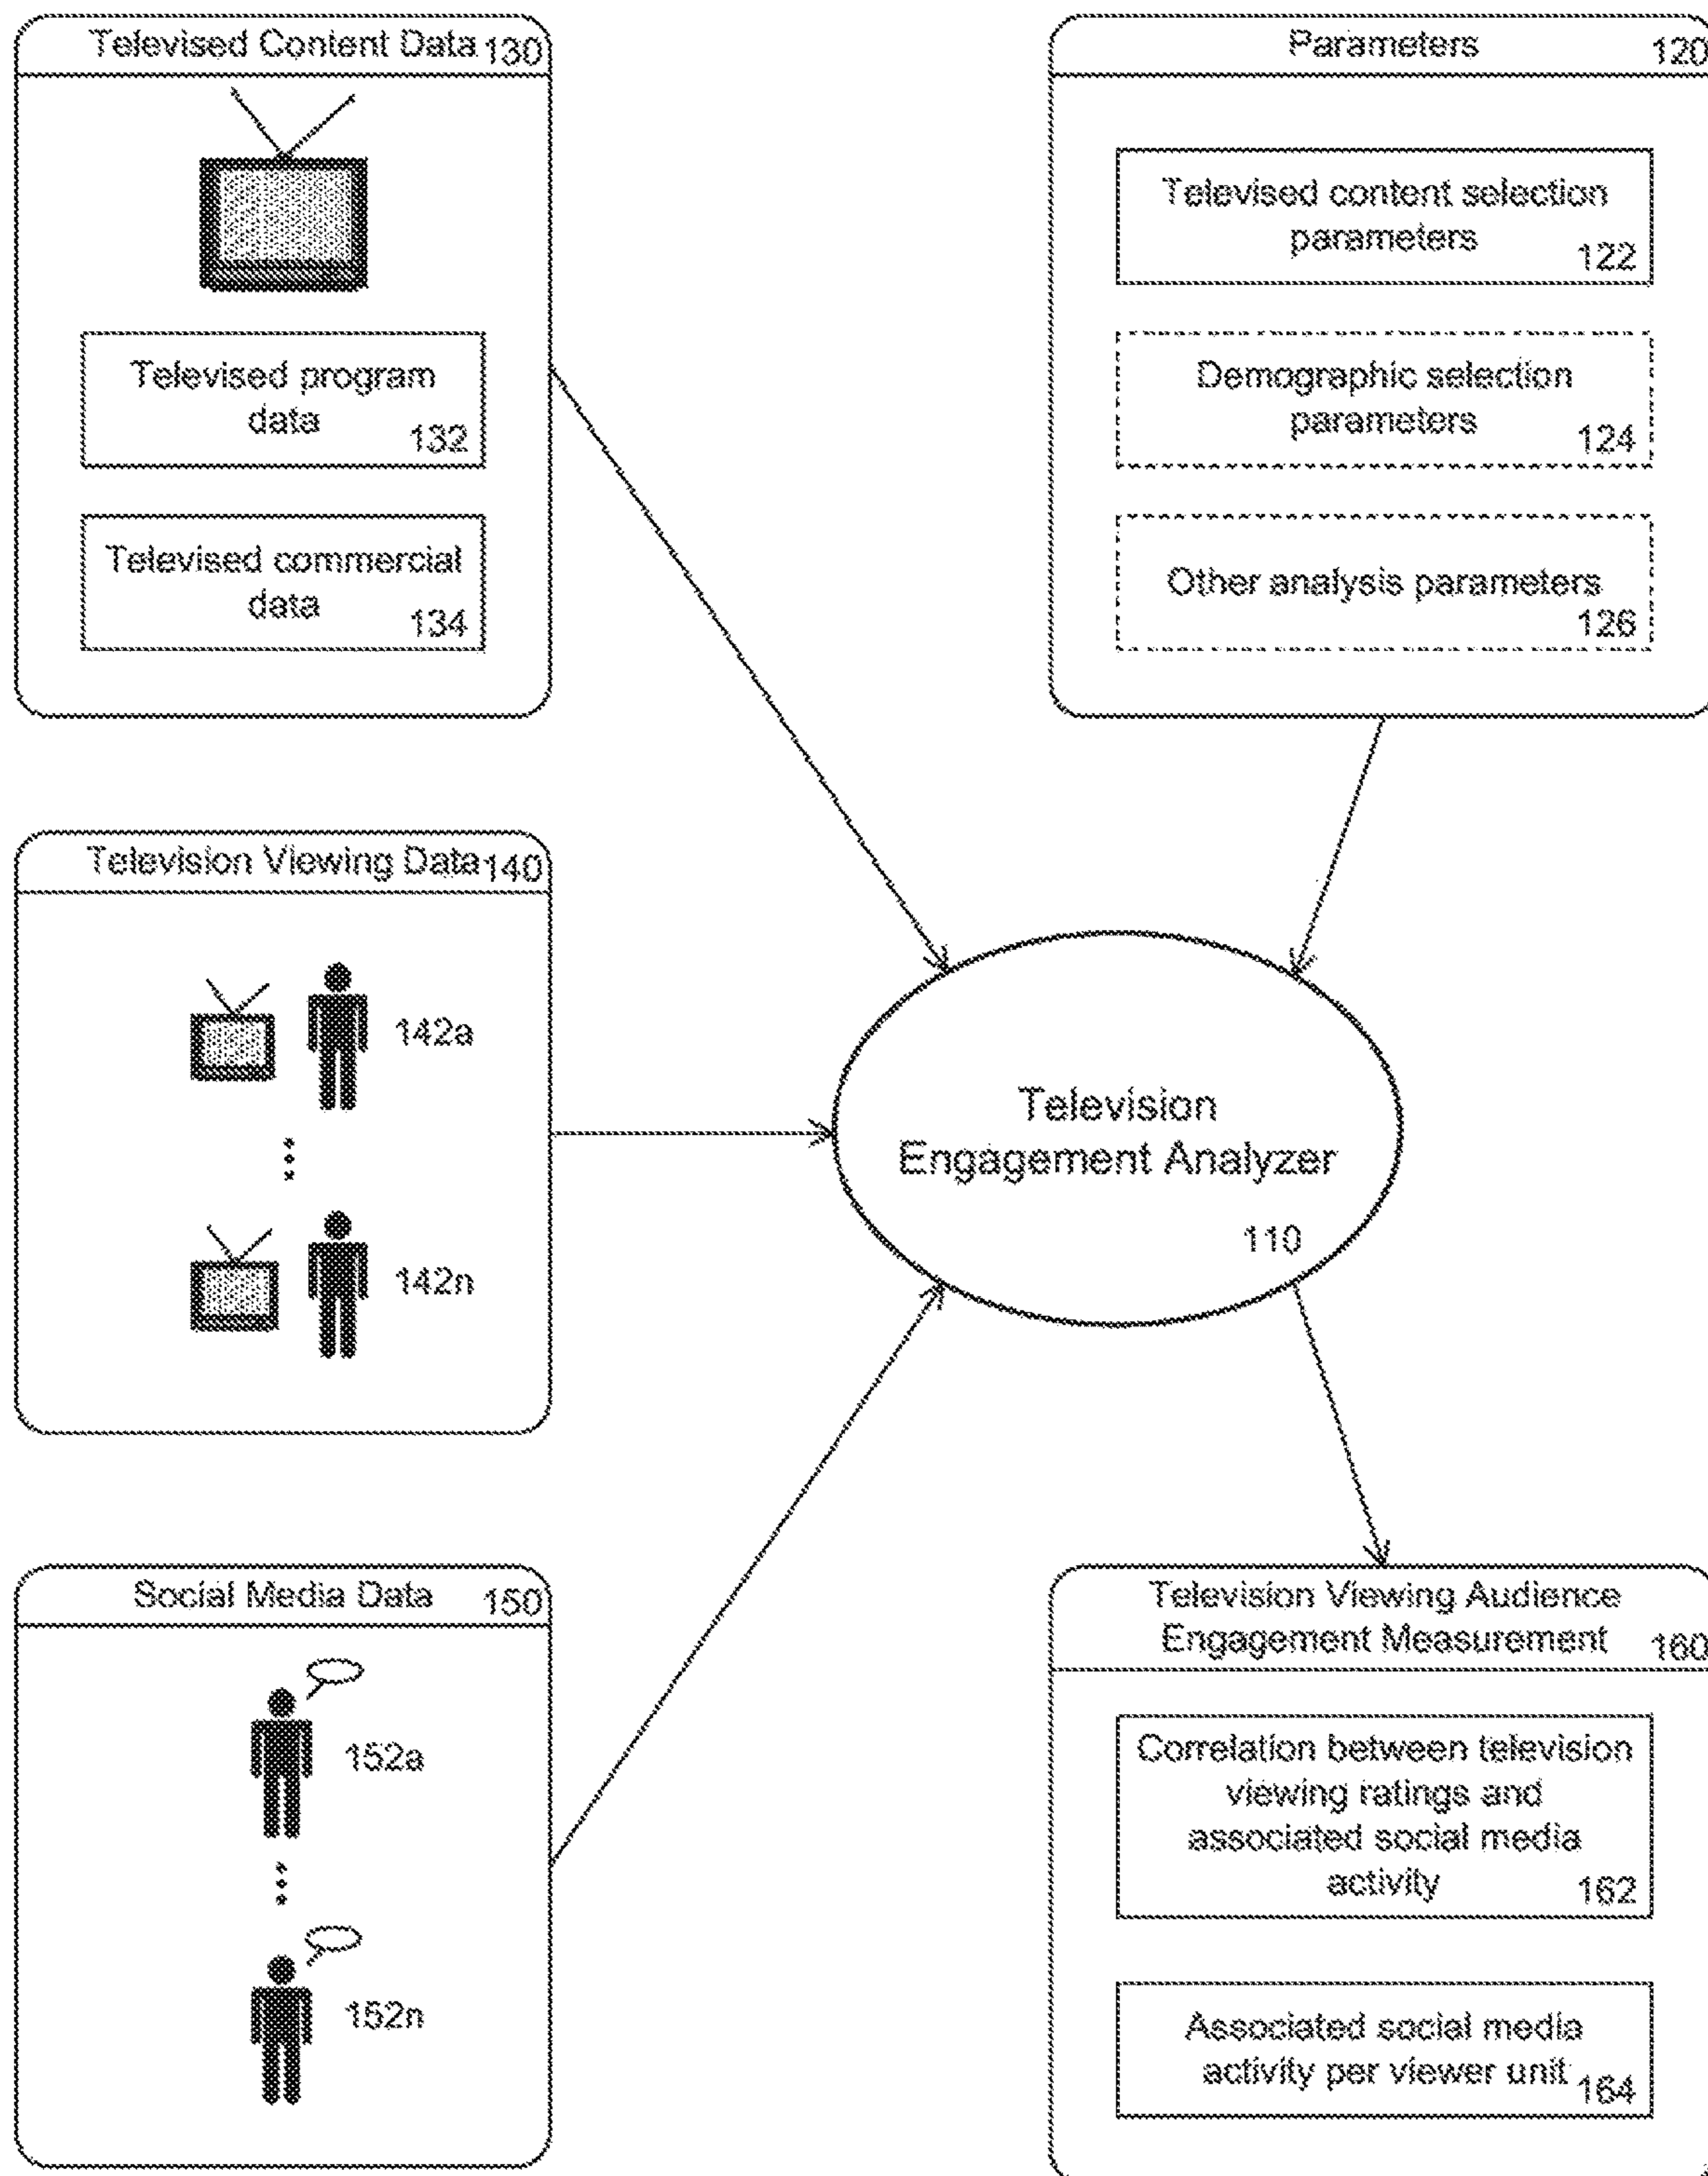 Televised Content Data 130
Televised program
data
132
Televised commercial
data
134
Parameters 120
Televised content selection
parameters
122
Demographic selection
parameters
124
Other analysis parameters
126
Television Viewing Data 140
142a
142n
Television
Engagement Analyzer
110
Social Media Data 150
152a
152n
Television Viewing Audience
Engagement Measurement 160
Correlation between television
viewing ratings and
associated social media
activity
162
Associated social media
activity per viewer unit
164